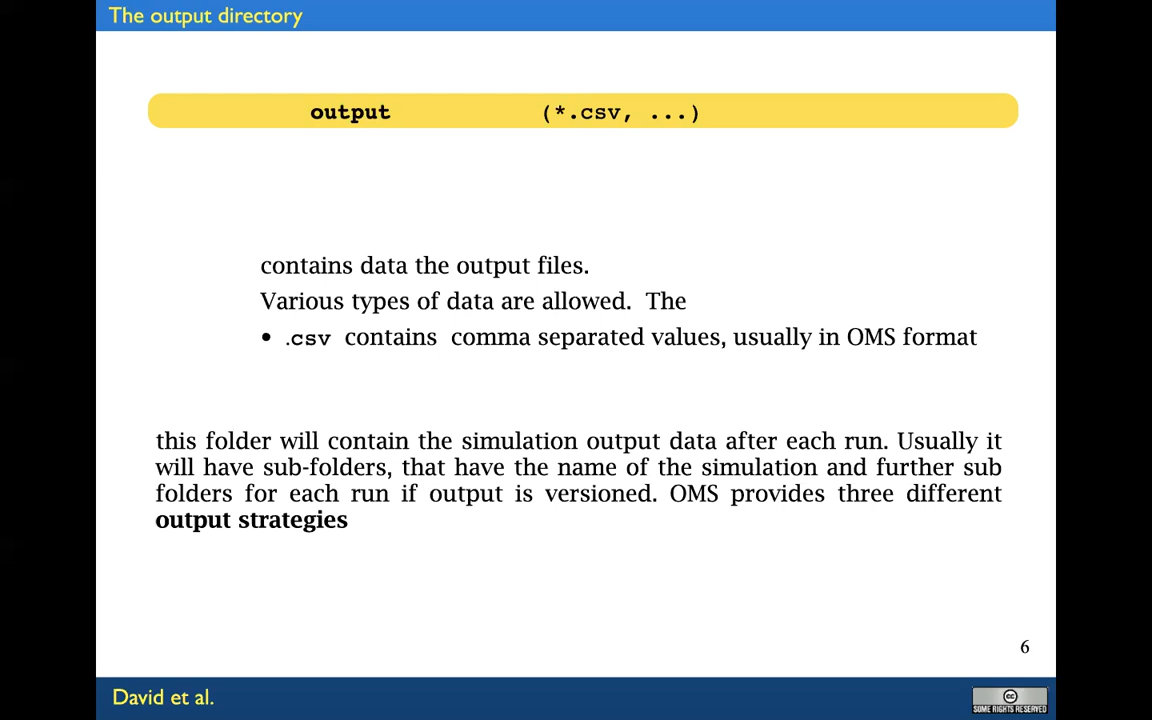 The output directory
output (*.csv, ...)
contains data the output files.
Various types of data are allowed. The
• .csv contains comma separated values, usually in OMS format
this folder will contain the simulation output data after each run. Usually it
will have sub-folders, that have the name of the simulation and further sub
folders for each run if output is versioned. OMS provides three different
output strategies
6
David et al.
cc
SOME RIGHTS RESERVED